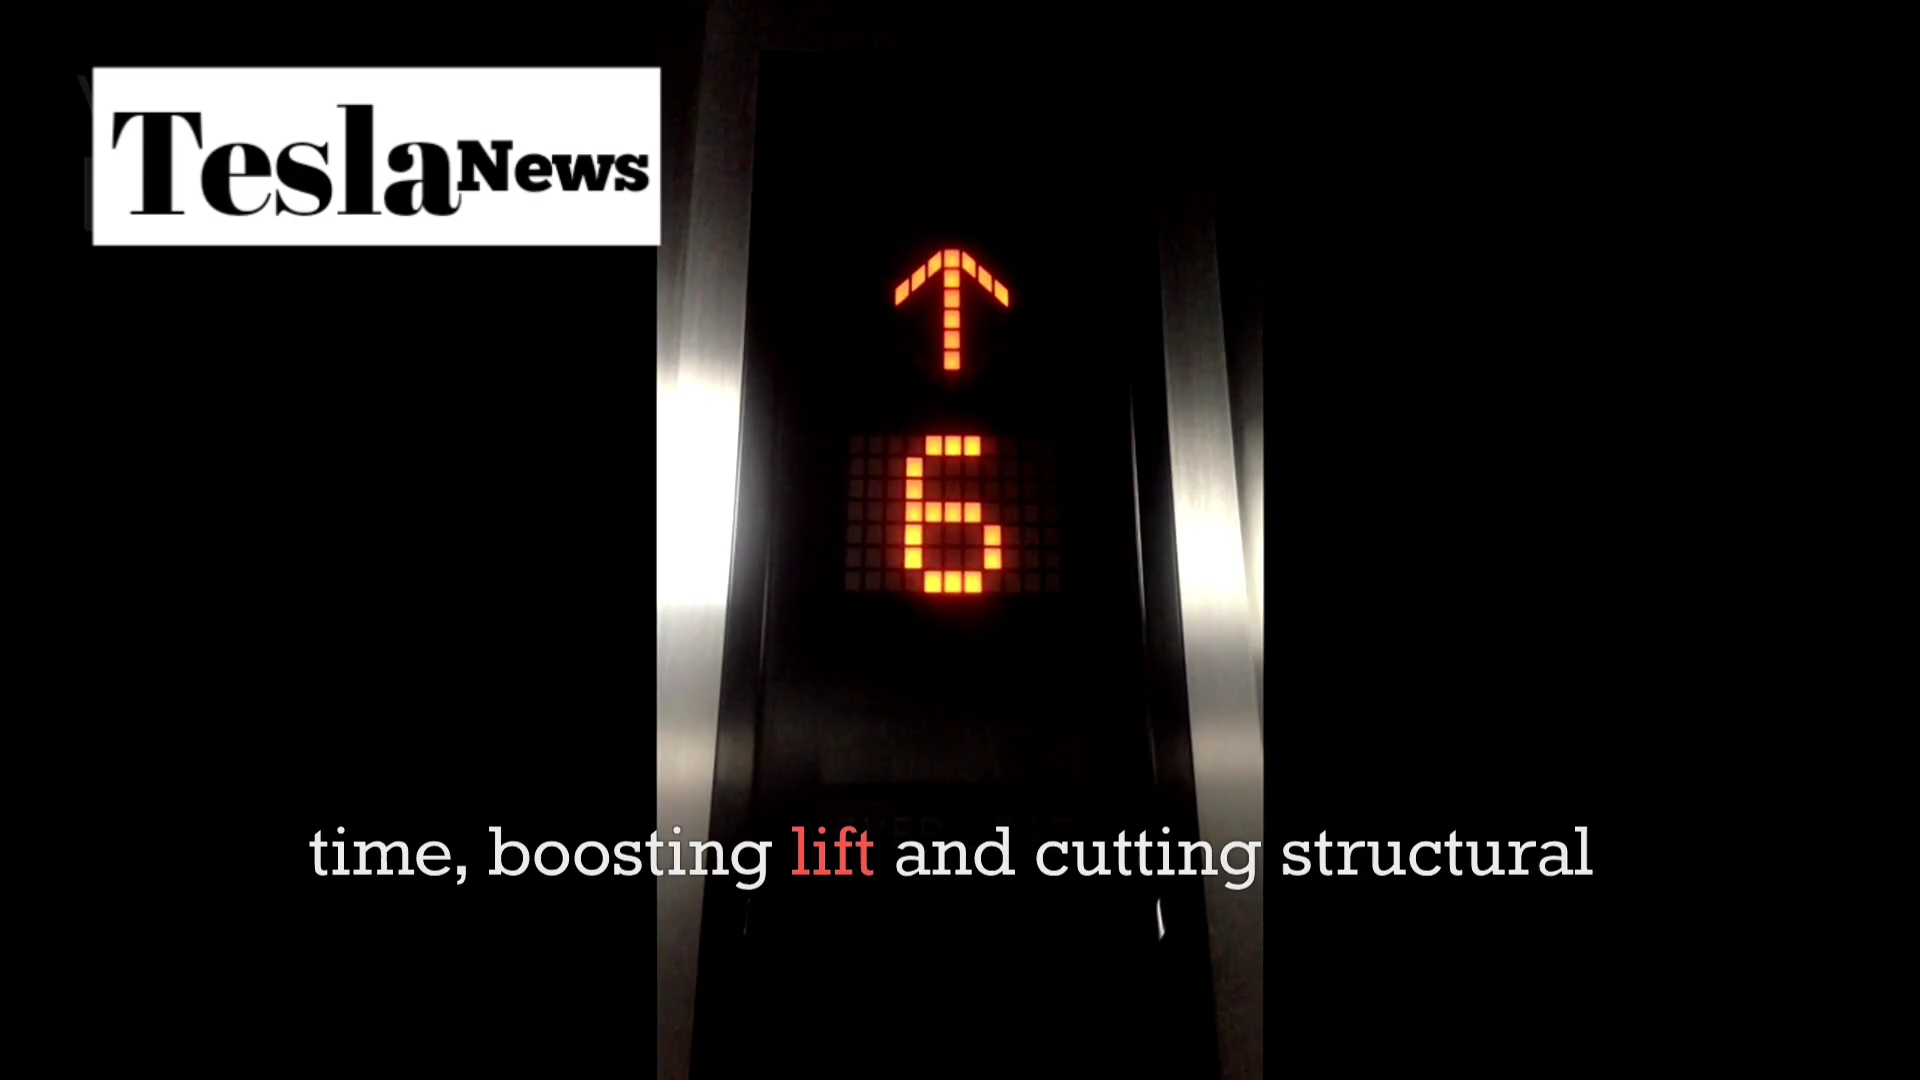 Tesla News
↑
6
time, boosting lift and cutting structural